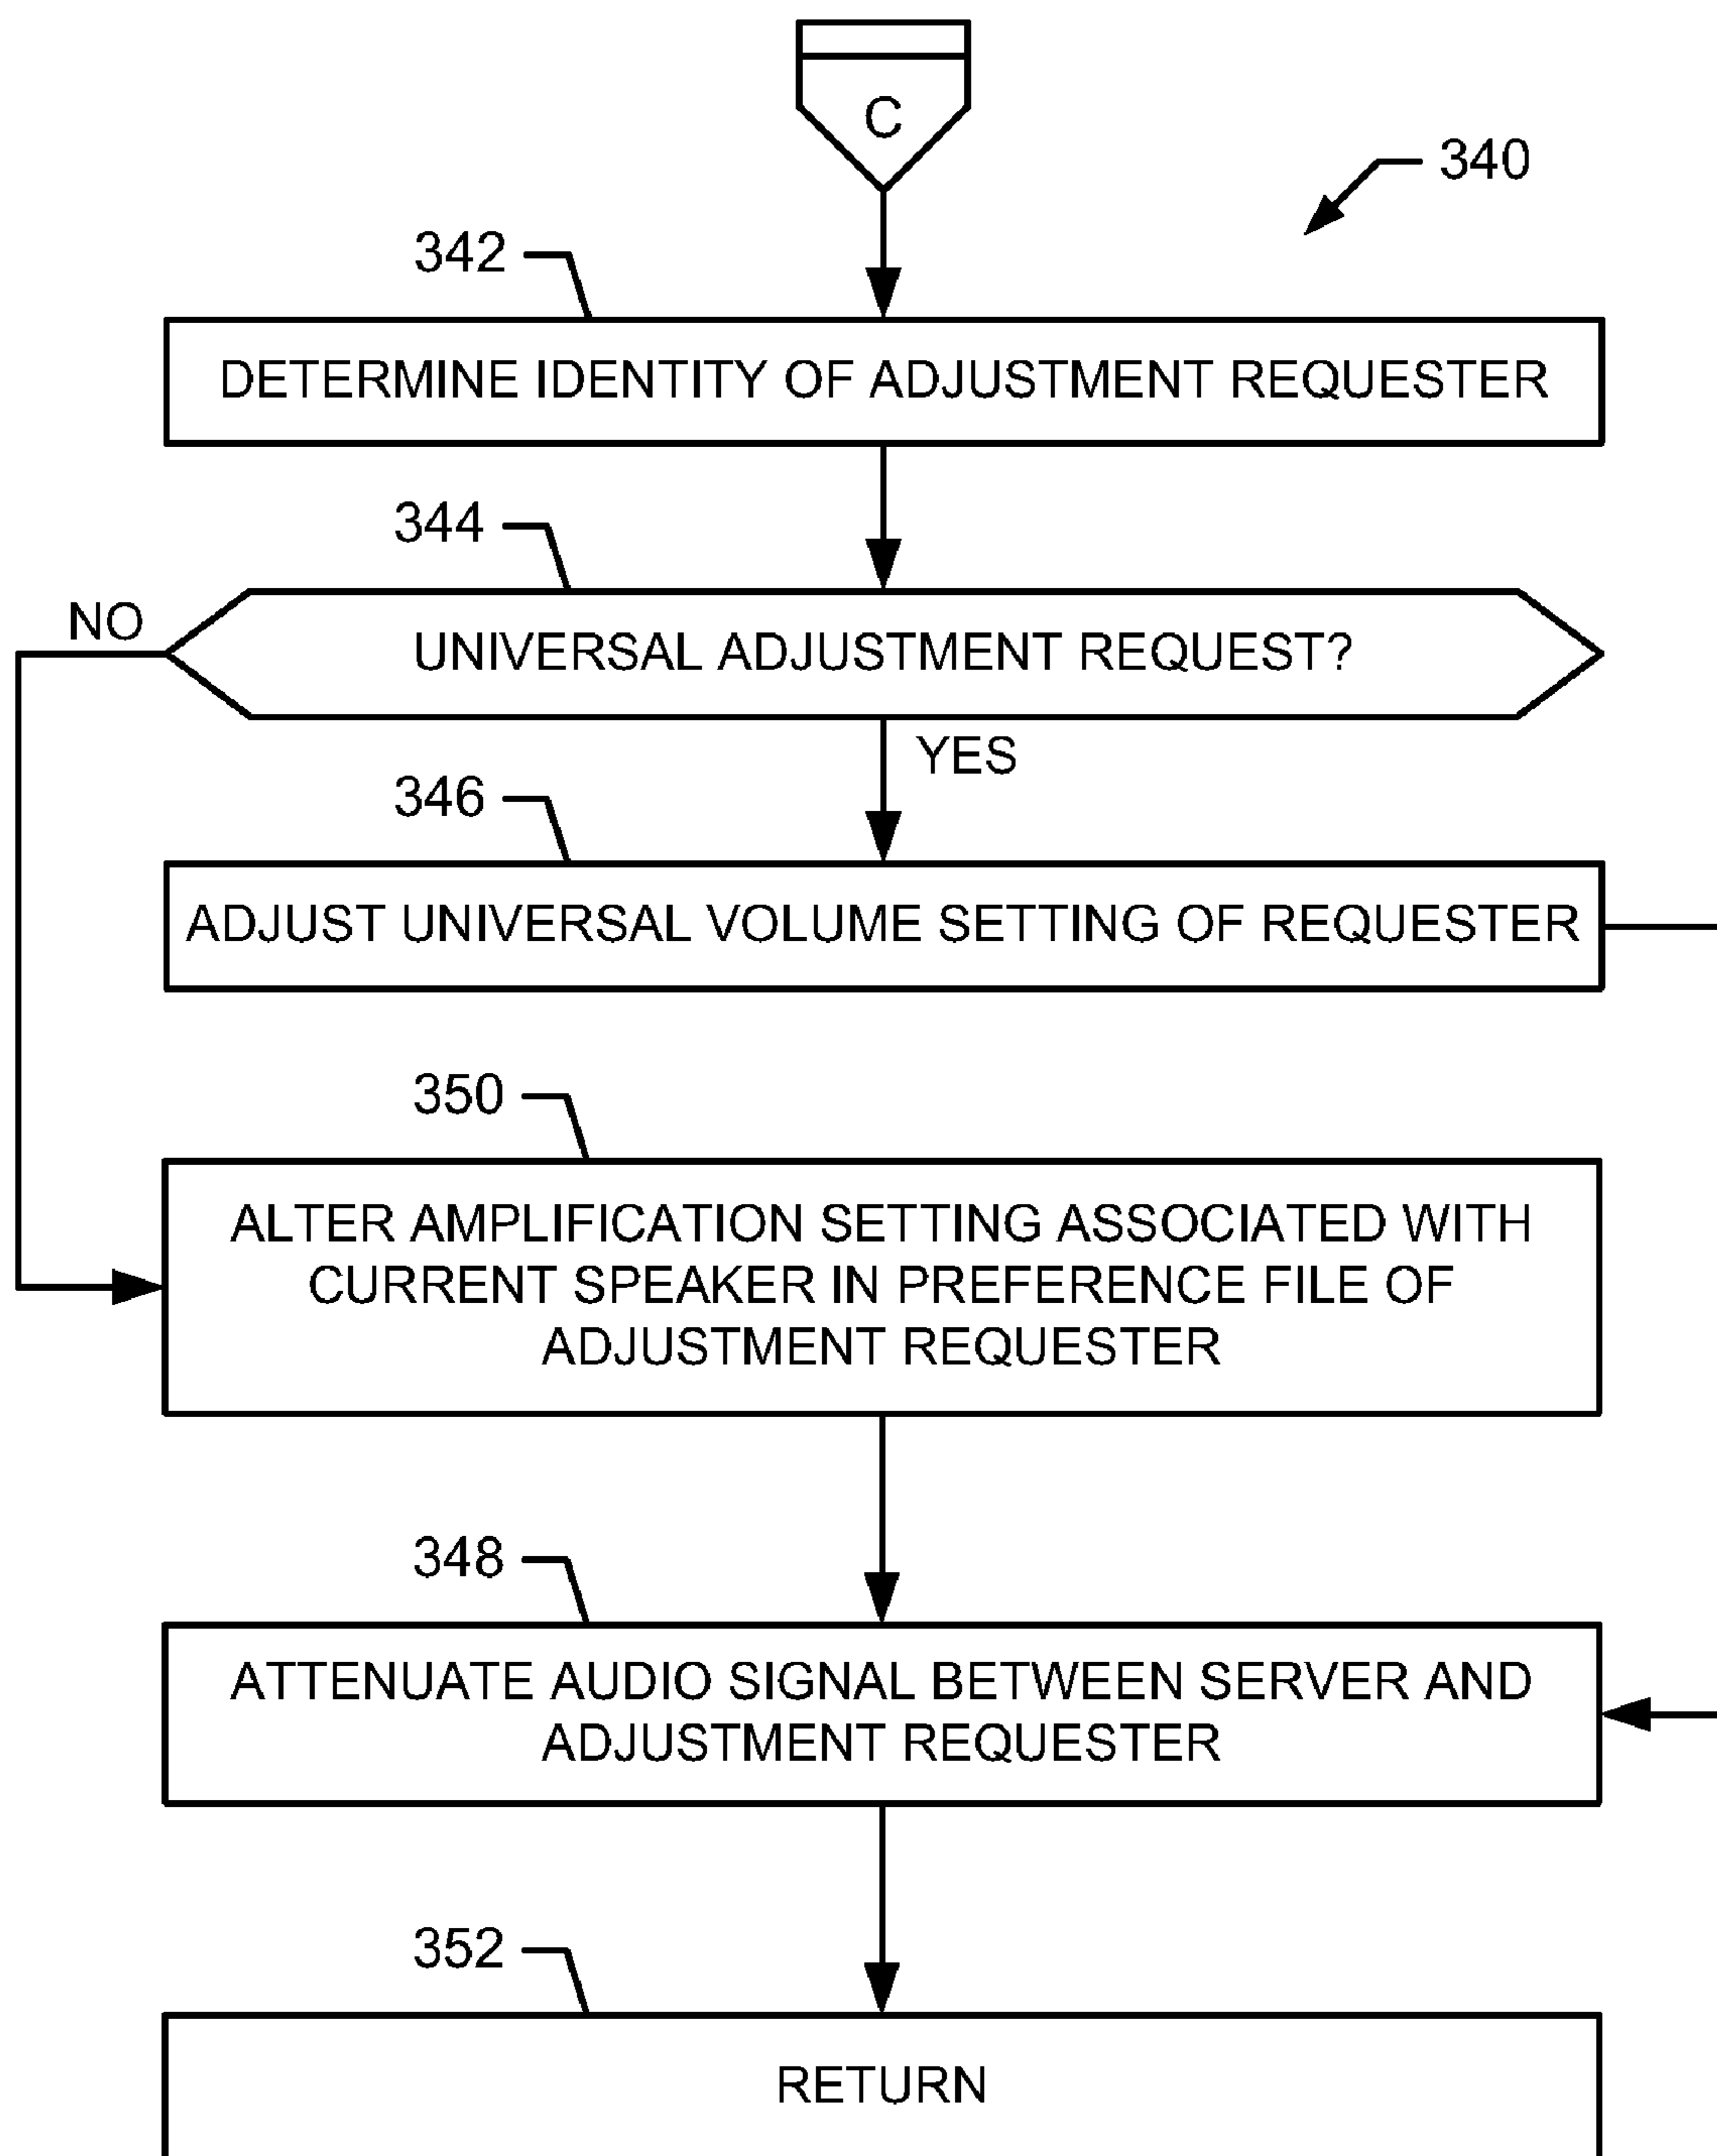 C
340
342
DETERMINE IDENTITY OF ADJUSTMENT REQUESTER
344
NO
UNIVERSAL ADJUSTMENT REQUEST?
YES
346
ADJUST UNIVERSAL VOLUME SETTING OF REQUESTER
350
ALTER AMPLIFICATION SETTING ASSOCIATED WITH
CURRENT SPEAKER IN PREFERENCE FILE OF
ADJUSTMENT REQUESTER
348
ATTENUATE AUDIO SIGNAL BETWEEN SERVER AND
ADJUSTMENT REQUESTER
352
RETURN